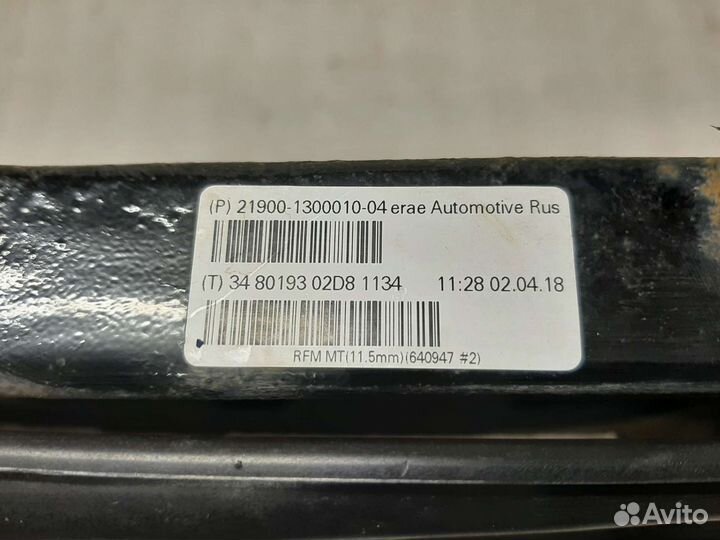 (P) 21900-1300010-04 erae Automotive Rus
(T) 34 80193 02D8 1134 11:28 02.04.18
RFM MT(11.5mm)(640947 #2)
Avito